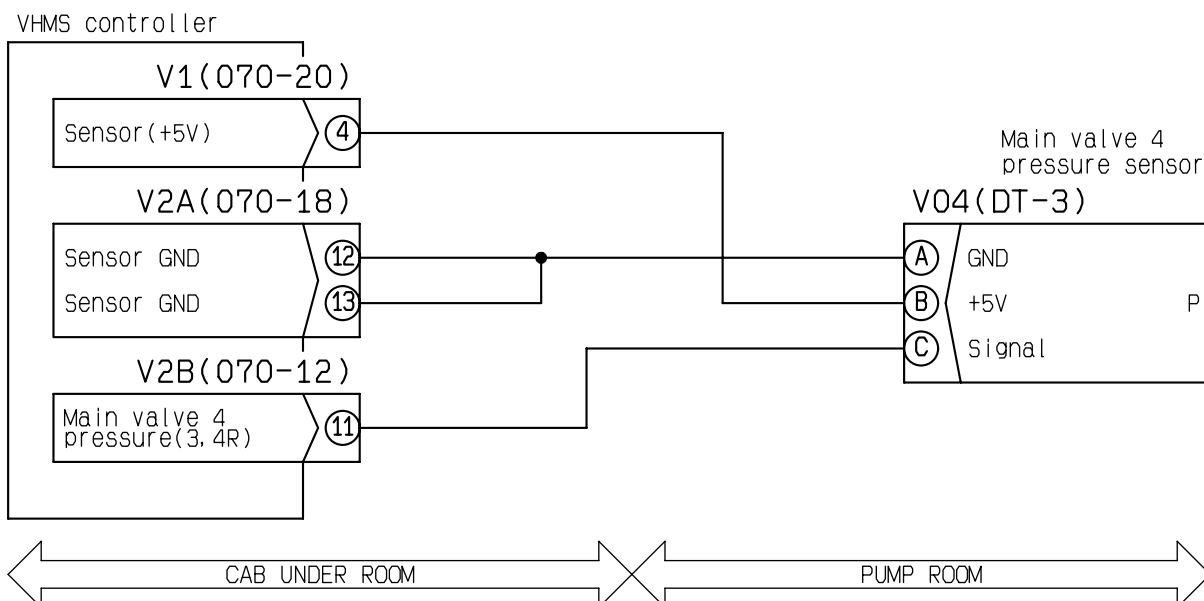 VHMS controller
V1(070-20)
Sensor(+5V)
4
V2A(070-18)
Sensor GND
12
Sensor GND
13
V2B(070-12)
Main valve 4
pressure(3,4R)
11
Main valve 4
pressure sensor
V04(DT-3)
A
GND
B
+5V
P
C
Signal
CAB UNDER ROOM
PUMP ROOM